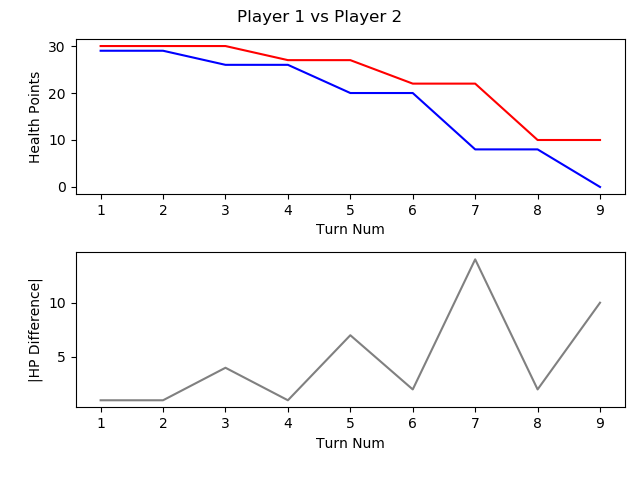 Player 1 vs Player 2
Health Points
30
20
10
0
1 2 3 4 5 6 7 8 9
Turn Num
|HP Difference|
10
5
1 2 3 4 5 6 7 8 9
Turn Num